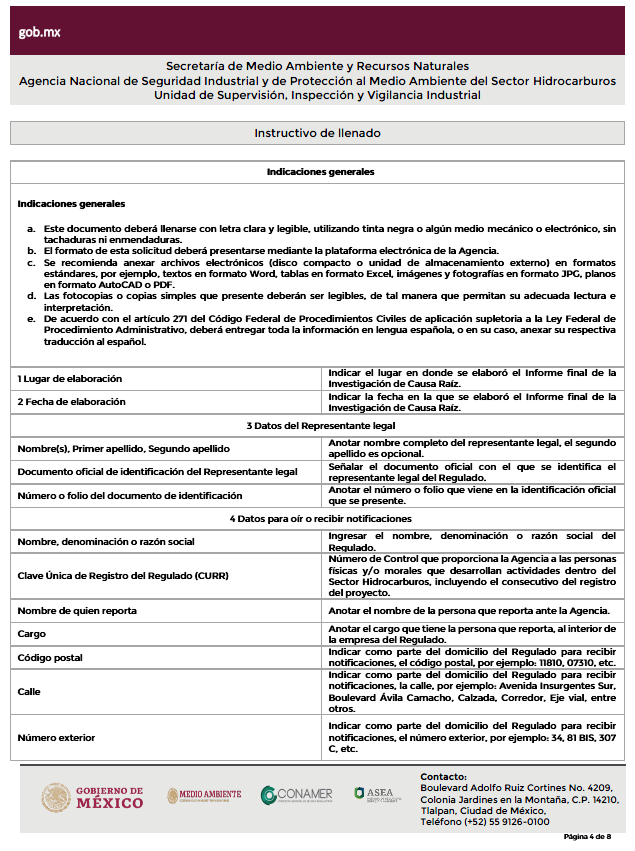 gob.mx
Secretaría de Medio Ambiente y Recursos Naturales
Agencia Nacional de Seguridad Industrial y de Protección al Medio Ambiente del Sector Hidrocarburos
Unidad de Supervisión, Inspección y Vigilancia Industrial
Instructivo de llenado
Indicaciones generales
Indicaciones generales
a. Este documento deberá llenarse con letra clara y legible, utilizando tinta negra o algún medio mecánico o electrónico, sin
tachaduras ni enmendaduras.
b. El formato de esta solicitud deberá presentarse mediante la plataforma electrónica de la Agencia.
c. Se recomienda anexar archivos electrónicos (disco compacto o unidad de almacenamiento externo) en formatos
estándares, por ejemplo, textos en formato Word, tablas en formato Excel, imágenes y fotografías en formato JPG, planos
en formato AutoCAD o PDF.
d. Las fotocopias o copias simples que presente deberán ser legibles, de tal manera que permitan su adecuada lectura e
interpretación.
e. De acuerdo con el artículo 271 del Código Federal de Procedimientos Civiles de aplicación supletoria a la Ley Federal de
Procedimiento Administrativo, deberá entregar toda la información en lengua española, o en su caso, anexar su respectiva
traducción al español.
1 Lugar de elaboración
Indicar el lugar en donde se elaboró el Informe final de la
Investigación de Causa Raíz.
2 Fecha de elaboración
Indicar la fecha en la que se elaboró el Informe final de la
Investigación de Causa Raíz.
3 Datos del Representante legal
Nombre(s), Primer apellido, Segundo apellido
Anotar nombre completo del representante legal, el segundo
apellido es opcional.
Documento oficial de identificación del Representante legal
Señalar el documento oficial con el que se identifica el
representante legal del Regulado.
Número o folio del documento de identificación
Anotar el número o folio que viene en la identificación oficial
que se presente.
4 Datos para oír o recibir notificaciones
Nombre, denominación o razón social
Ingresar el nombre, denominación o razón social del
Regulado.
Clave Única de Registro del Regulado (CURR)
Número de Control que proporciona la Agencia a las personas
físicas y/o morales que desarrollan actividades dentro del
Sector Hidrocarburos, incluyendo el consecutivo del registro
del proyecto.
Nombre de quien reporta
Anotar el nombre de la persona que reporta ante la Agencia.
Cargo
Anotar el cargo que tiene la persona que reporta, al interior de
la empresa del Regulado.
Código postal
Indicar como parte del domicilio del Regulado para recibir
notificaciones, el código postal, por ejemplo: 11810, 07310, etc.
Calle
Indicar como parte del domicilio del Regulado para recibir
notificaciones, la calle, por ejemplo: Avenida Insurgentes Sur,
Boulevard Ávila Camacho, Calzada, Corredor, Eje vial, entre
otros.
Número exterior
Indicar como parte del domicilio del Regulado para recibir
notificaciones, el número exterior, por ejemplo: 34, 81 BIS, 307
C, etc.
GOBIERNO DE
MÉXICO
MEDIO AMBIENTE
CONAMER
ASEA
Contacto:
Boulevard Adolfo Ruiz Cortines No. 4209,
Colonia Jardines en la Montaña, C.P. 14210,
Tlalpan, Ciudad de México,
Teléfono (+52) 55 9126-0100
Página 4 de 8